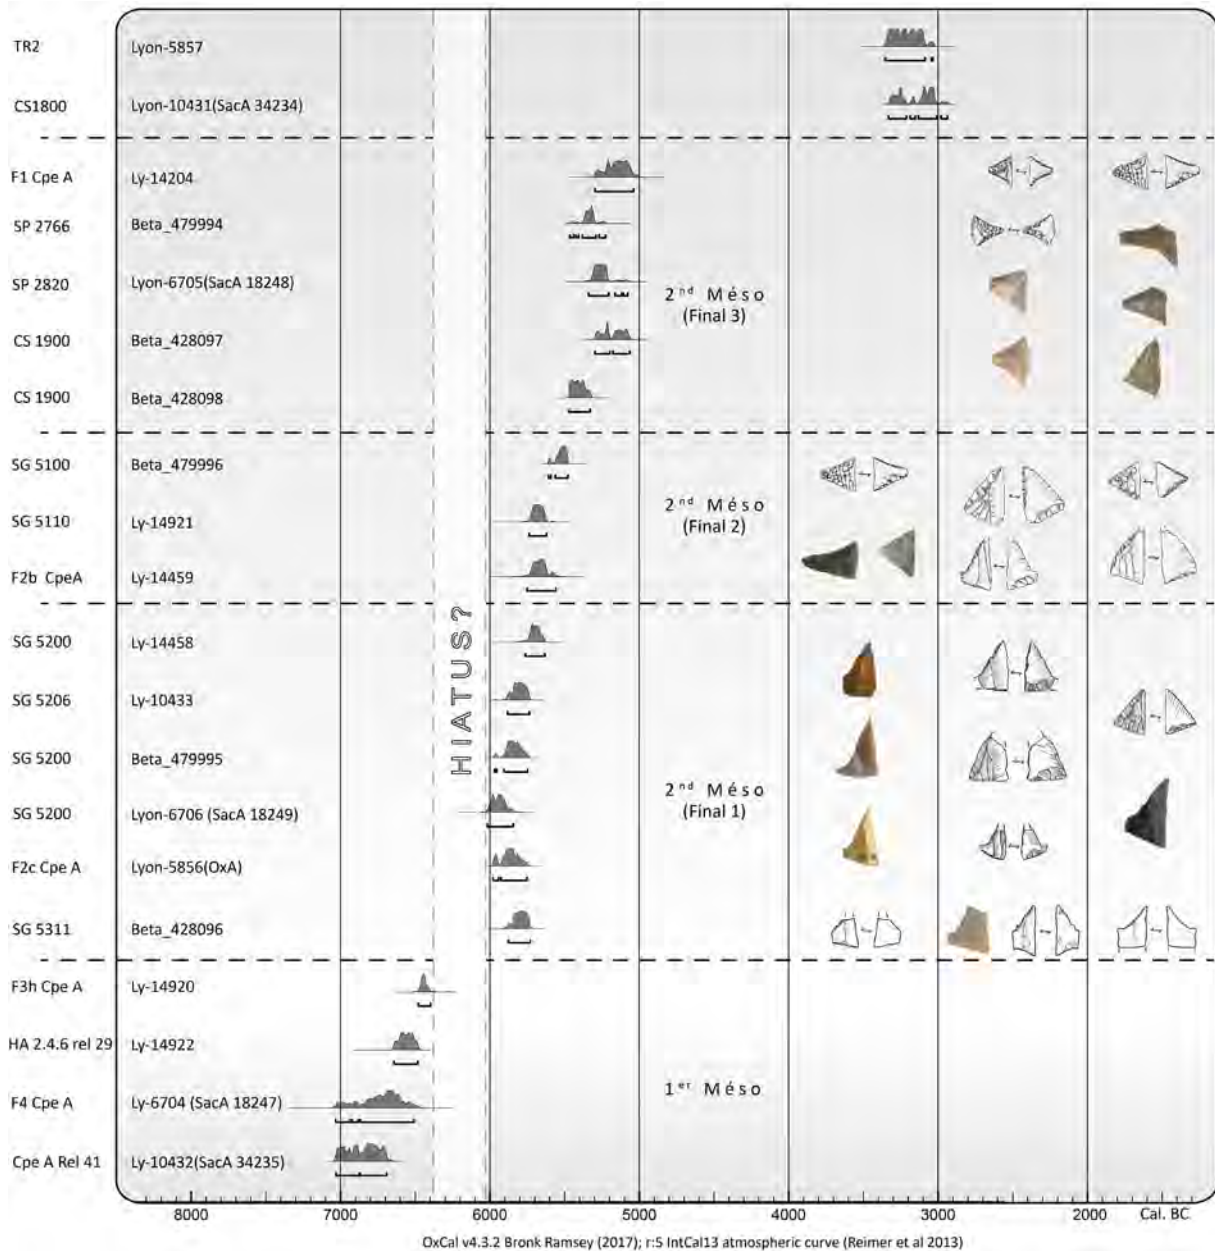 TR2 Lyon-5857
CS1800 Lyon-10431(SacA 34234)
F1 Cpe A Ly-14204
SP 2766 Beta_479994
SP 2820 Lyon-6705(SacA 18248)
2nd Méso
(Final 3)
CS 1900 Beta_428097
CS 1900 Beta_428098
SG 5100 Beta_479996
2nd Méso
(Final 2)
SG 5110 Ly-14921
F2b CpeA Ly-14459
SG 5200 Ly-14458
SG 5206 Ly-10433
HIATUS?
SG 5200 Beta_479995
2nd Méso
(Final 1)
SG 5200 Lyon-6706 (SacA 18249)
F2c Cpe A Lyon-5856(OxA)
SG 5311 Beta_428096
F3h Cpe A Ly-14920
HA 2.4.6 rel 29 Ly-14922
1er Méso
F4 Cpe A Ly-6704 (SacA 18247)
Cpe A Rel 41 Ly-10432(SacA 34235)
8000 7000 6000 5000 4000 3000 2000 Cal. BC
OxCal v4.3.2 Bronk Ramsey (2017); r:5 IntCal13 atmospheric curve (Reimer et al 2013)